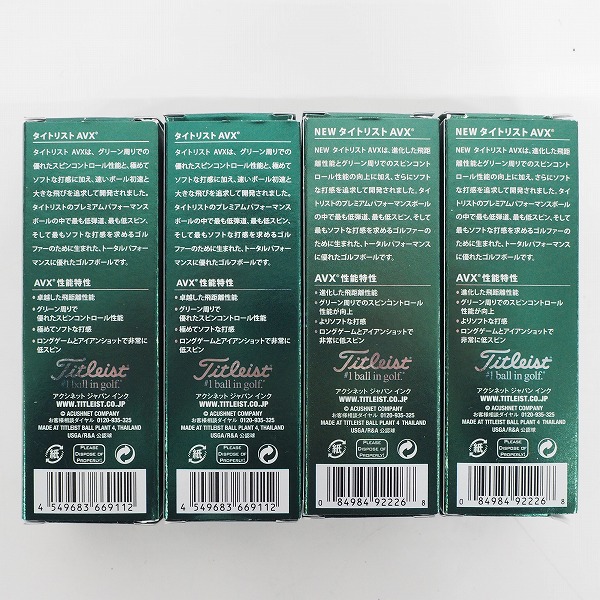 タイトリスト AVX®
タイトリスト AVXは、グリーン周りでの
優れたスピンコントロール性能と、極めて
ソフトな打感に加え、速いボール初速と
大きな飛びを追求して開発されました。
タイトリストのプレミアムパフォーマンス
ボールの中で最も低弾道、最も低スピン、
そして最もソフトな打感を求めるゴルフ
ァーのために生まれた、トータルパフォー
マンスに優れたゴルフボールです。
AVX®性能特性
● 卓越した飛距離性能
● グリーン周りで
優れたスピンコントロール性能
● 極めてソフトな打感
● ロングゲームとアイアンショットで非常に
低スピン
Titleist
#1 ball in golf.
アクシネット ジャパン インク
WWW.TITLEIST.CO.JP
© ACUSHNET COMPANY
お客様相談ダイヤル 0120-935-325
MADE AT TITLEIST BALL PLANT 4, THAILAND
USGA/R&A 公認球
紙
PLEASE
DISPOSE OF
PROPERLY!
4 549683 669112
タイトリスト AVX®
タイトリスト AVXは、グリーン周りでの
優れたスピンコントロール性能と、極めて
ソフトな打感に加え、速いボール初速と
大きな飛びを追求して開発されました。
タイトリストのプレミアムパフォーマンス
ボールの中で最も低弾道、最も低スピン、
そして最もソフトな打感を求めるゴルフ
ァーのために生まれた、トータルパフォー
マンスに優れたゴルフボールです。
AVX®性能特性
● 卓越した飛距離性能
● グリーン周りで
優れたスピンコントロール性能
● 極めてソフトな打感
● ロングゲームとアイアンショットで非常に
低スピン
Titleist
#1 ball in golf.
アクシネット ジャパン インク
WWW.TITLEIST.CO.JP
© ACUSHNET COMPANY
お客様相談ダイヤル 0120-935-325
MADE AT TITLEIST BALL PLANT 4, THAILAND
USGA/R&A 公認球
紙
PLEASE
DISPOSE OF
PROPERLY!
4 549683 669112
NEW タイトリスト AVX®
タイトリスト AVXは、進化した飛距
離性能とグリーン周りでのスピンコント
ロール性能の向上に加え、さらにソフト
な打感を追求して開発されました。タイ
トリストのプレミアムパフォーマンスボ
ールの中で最も低弾道、最も低スピン、
そして最もソフトな打感を求めるゴルフ
ァーのために生まれた、トータルパフォ
ーマンスに優れたゴルフボールです。
AVX®性能特性
● 進化した飛距離性能
● グリーン周りでのスピンコントロール
性能が向上
● よりソフトな打感
● ロングゲームとアイアンショットで
非常に低スピン
Titleist
#1 ball in golf.
アクシネット ジャパン インク
WWW.TITLEIST.CO.JP
© ACUSHNET COMPANY
お客様相談ダイヤル 0120-935-325
MADE AT TITLEIST BALL PLANT 4, THAILAND
USGA/R&A 公認球
紙
PLEASE
DISPOSE OF
PROPERLY!
0 84984 92226 8
NEW タイトリスト AVX®
タイトリスト AVXは、進化した飛距
離性能とグリーン周りでのスピンコント
ロール性能の向上に加え、さらにソフト
な打感を追求して開発されました。タイ
トリストのプレミアムパフォーマンスボ
ールの中で最も低弾道、最も低スピン、
そして最もソフトな打感を求めるゴルフ
ァーのために生まれた、トータルパフォ
ーマンスに優れたゴルフボールです。
AVX®性能特性
● 進化した飛距離性能
● グリーン周りでのスピンコントロール
性能が向上
● よりソフトな打感
● ロングゲームとアイアンショットで
非常に低スピン
Titleist
#1 ball in golf.
アクシネット ジャパン インク
WWW.TITLEIST.CO.JP
© ACUSHNET COMPANY
お客様相談ダイヤル 0120-935-325
MADE AT TITLEIST BALL PLANT 4, THAILAND
USGA/R&A 公認球
紙
PLEASE
DISPOSE OF
PROPERLY!
0 84984 92226 8